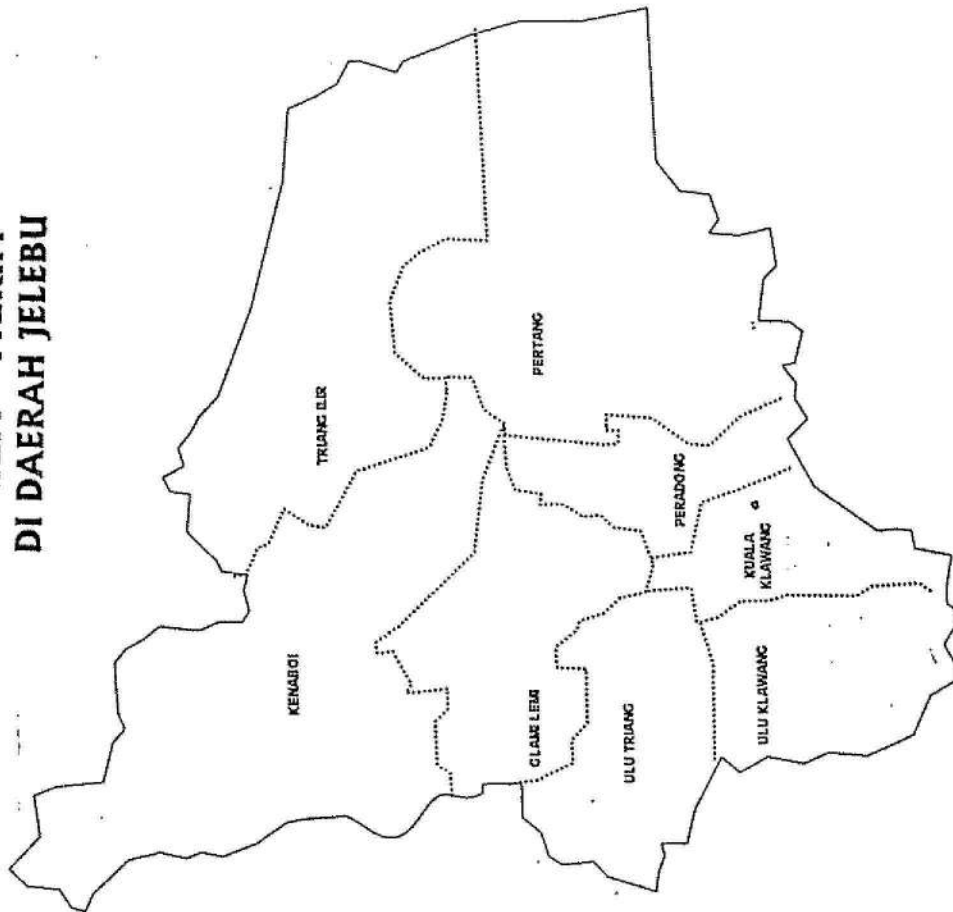 DI DAERAH JELEBU
KENABOI
TRIANG ILIR
GLAMI LEMI
PERTANG
ULU TRIANG
PERADONG
KUALA
KLAWANG
ULU KLAWANG